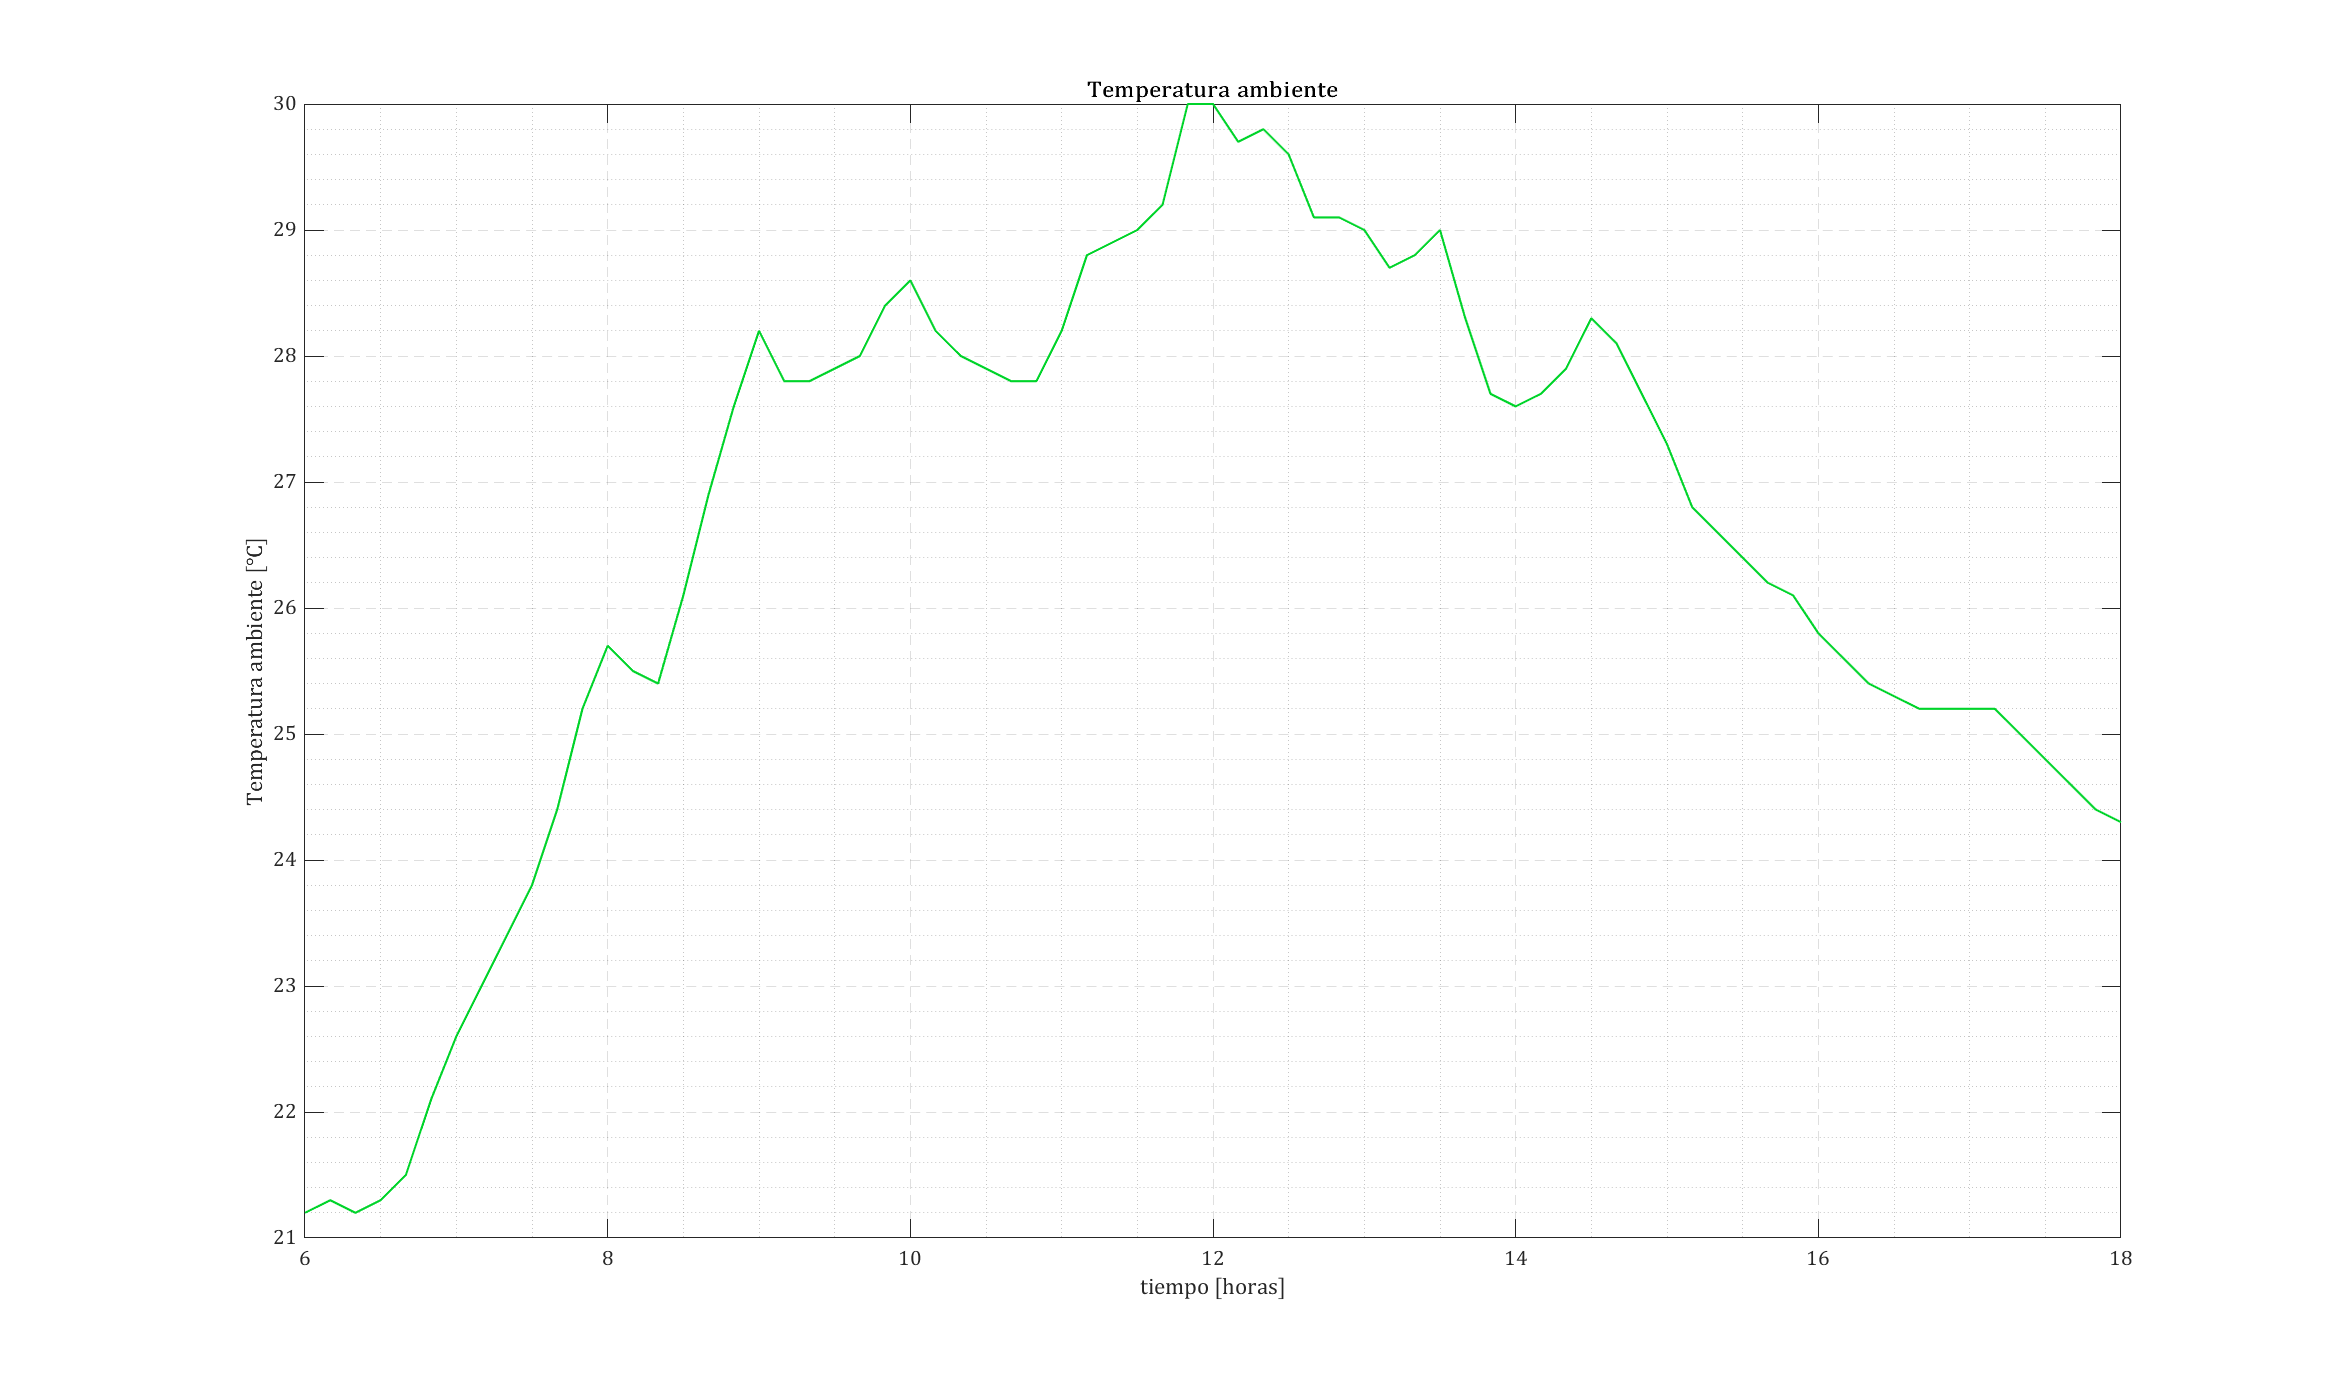 Temperatura ambiente
30
29
28
27
26
25
24
23
22
21
Temperatura ambiente [°C]
6 8 10 12 14 16 18
tiempo [horas]